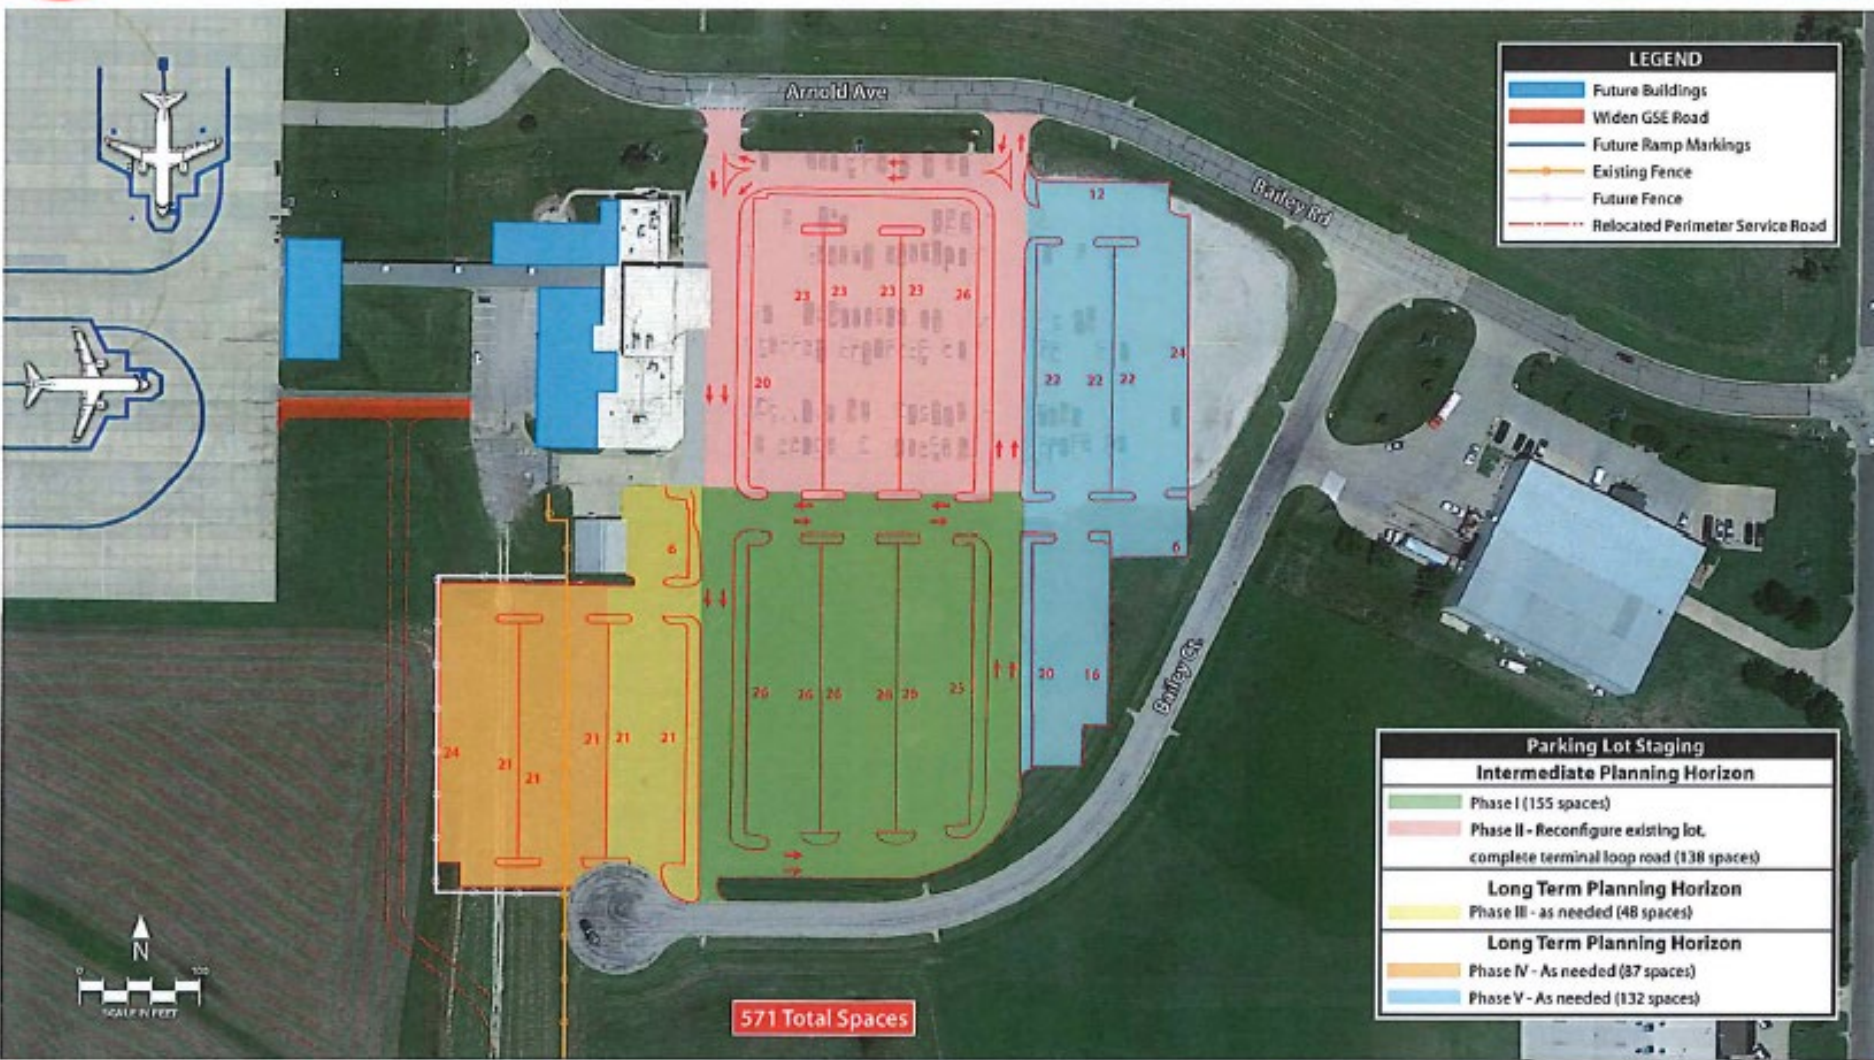 LEGEND
Future Buildings
Widen GSE Road
Future Ramp Markings
Existing Fence
Future Fence
Relocated Perimeter Service Road
Arnold Ave
Bailey Rd
12
23 23 23 23 26
24
20
22 22 22
6
6
26 26 26 26 26 25
20 16
24 21 21 21 21 21
Bailey Ct.
N
0 100
SCALE IN FEET
571 Total Spaces
Parking Lot Staging
Intermediate Planning Horizon
Phase I (155 spaces)
Phase II - Reconfigure existing lot,
complete terminal loop road (138 spaces)
Long Term Planning Horizon
Phase III - as needed (48 spaces)
Long Term Planning Horizon
Phase IV - As needed (87 spaces)
Phase V - As needed (132 spaces)